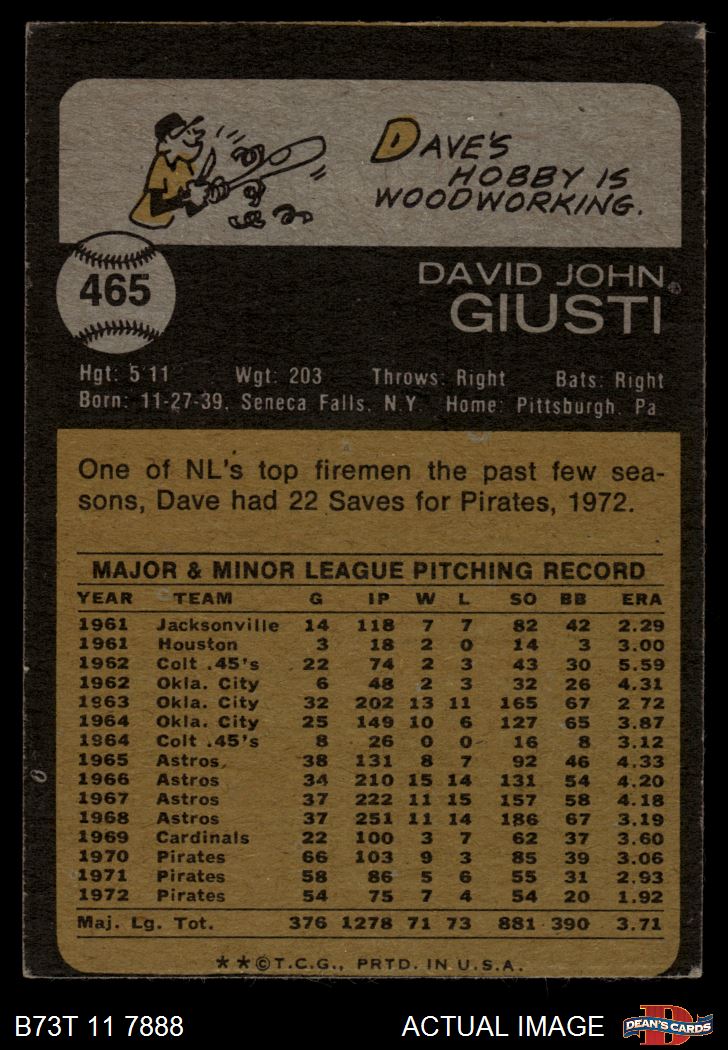 DAVE'S
HOBBY IS
WOODWORKING.
465
DAVID JOHN
GIUSTI
Hgt: 5'11 Wgt: 203 Throws: Right Bats: Right
Born: 11-27-39, Seneca Falls, N.Y. Home: Pittsburgh, Pa.
One of NL's top firemen the past few sea-
sons, Dave had 22 Saves for Pirates, 1972.
MAJOR & MINOR LEAGUE PITCHING RECORD
YEAR TEAM G IP W L SO BB ERA
1961 Jacksonville 14 118 7 7 82 42 2.29
1961 Houston 3 18 2 0 14 3 3.00
1962 Colt .45's 22 74 2 3 43 30 5.59
1962 Okla. City 6 48 2 3 32 26 4.31
1963 Okla. City 32 202 13 11 165 67 2.72
1964 Okla. City 25 149 10 6 127 65 3.87
1964 Colt .45's 8 26 0 0 16 8 3.12
1965 Astros 38 131 8 7 92 46 4.33
1966 Astros 34 210 15 14 131 54 4.20
1967 Astros 37 222 11 15 157 58 4.18
1968 Astros 37 251 11 14 186 67 3.19
1969 Cardinals 22 100 3 7 62 37 3.60
1970 Pirates 66 103 9 3 85 39 3.06
1971 Pirates 58 86 5 6 55 31 2.93
1972 Pirates 54 75 7 4 54 20 1.92
Maj. Lg. Tot. 376 1278 71 73 881 390 3.71
**©T.C.G., PRTD. IN U.S.A.
B73T 11 7888 ACTUAL IMAGE D DEAN'S CARDS